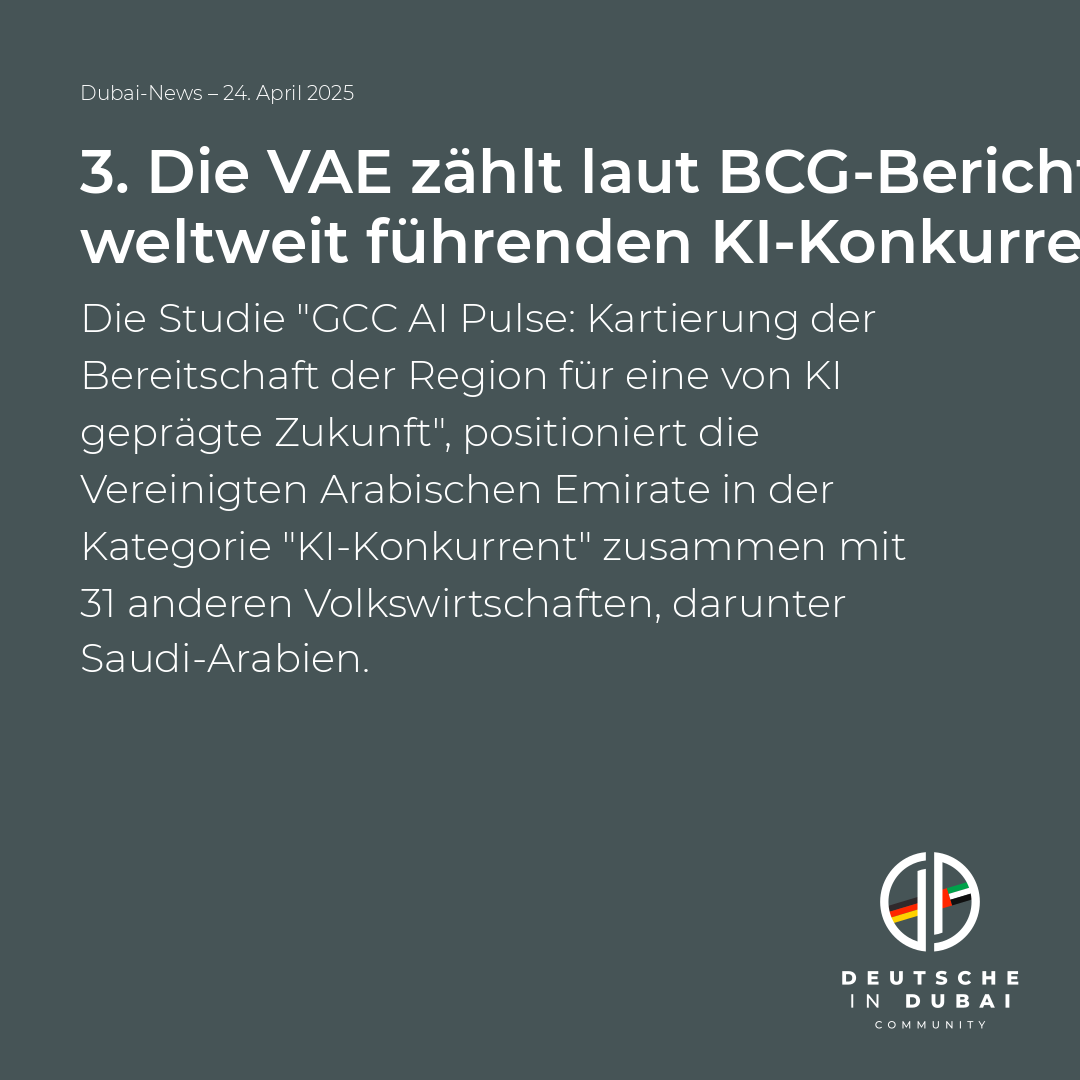 Dubai-News – 24. April 2025
3. Die VAE zählt laut BCG-Bericht
weltweit führenden KI-Konkurre
Die Studie "GCC AI Pulse: Kartierung der
Bereitschaft der Region für eine von KI
geprägte Zukunft", positioniert die
Vereinigten Arabischen Emirate in der
Kategorie "KI-Konkurrent" zusammen mit
31 anderen Volkswirtschaften, darunter
Saudi-Arabien.
DEUTSCHE
IN DUBAI
COMMUNITY